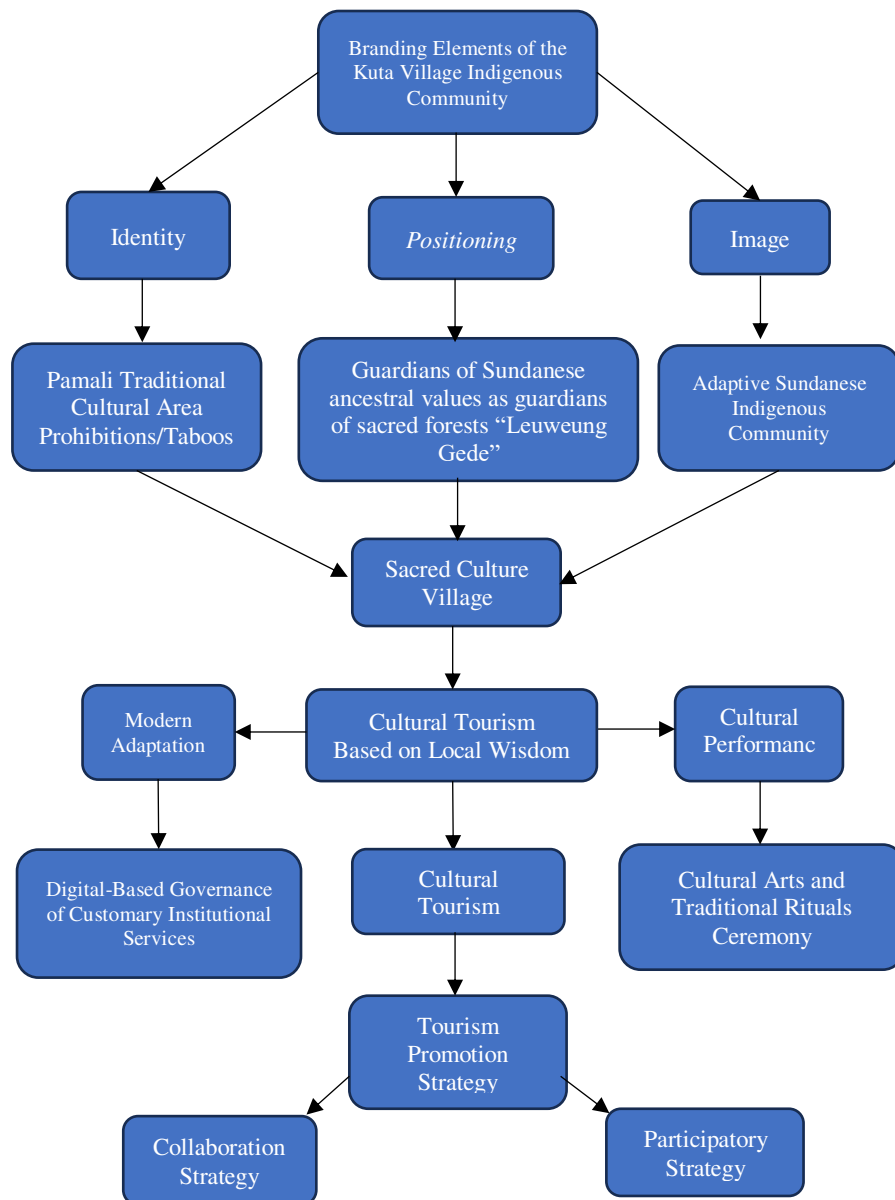 Branding Elements of the
Kuta Village Indigenous
Community
Identity
Positioning
Image
Pamali Traditional
Cultural Area
Prohibitions/Taboos
Guardians of Sundanese
ancestral values as guardians
of sacred forests “Leuweung
Gede”
Adaptive Sundanese
Indigenous
Community
Sacred Culture
Village
Modern
Adaptation
Cultural Tourism
Based on Local Wisdom
Cultural
Performanc
Digital-Based Governance
of Customary Institutional
Services
Cultural
Tourism
Cultural Arts and
Traditional Rituals
Ceremony
Tourism
Promotion
Strategy
Collaboration
Strategy
Participatory
Strategy